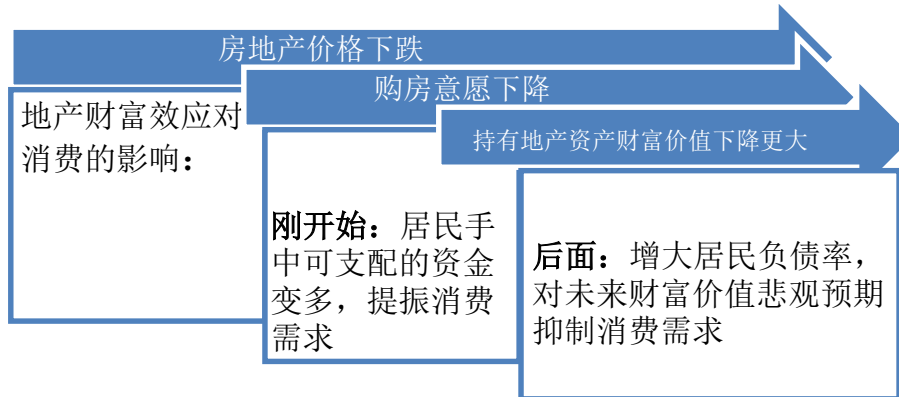 房地产价格下跌
购房意愿下降
持有地产资产财富价值下降更大
地产财富效应对
消费的影响：
刚开始：居民手
中可支配的资金
变多，提振消费
需求
后面：增大居民负债率，
对未来财富价值悲观预期
抑制消费需求